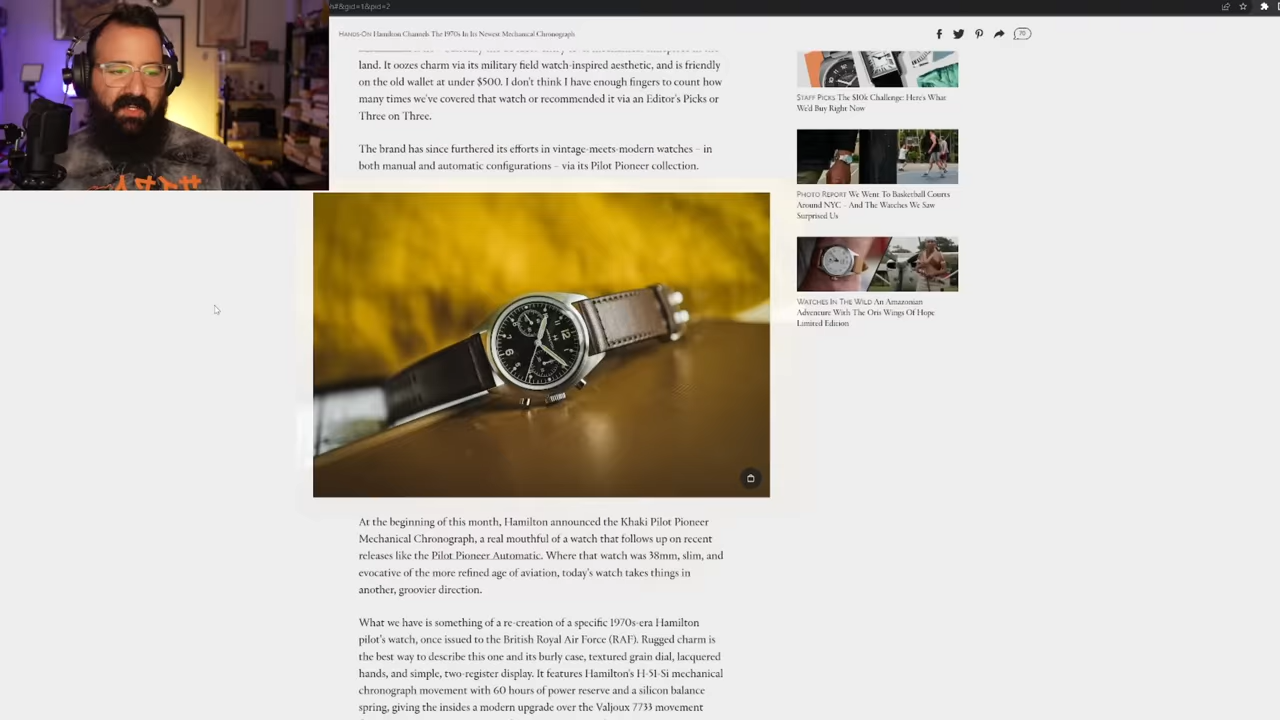 s#&gid=1&pid=2
HANDS-ON Hamilton Channels The 1970s In Its Newest Mechanical Chronograph
70
land. It oozes charm via its military field watch-inspired aesthetic, and is friendly
on the old wallet at under $500. I don't think I have enough fingers to count how
many times we've covered that watch or recommended it via an Editor's Picks or
Three on Three.
The brand has since furthered its efforts in vintage-meets-modern watches – in
both manual and automatic configurations – via its Pilot Pioneer collection.
At the beginning of this month, Hamilton announced the Khaki Pilot Pioneer
Mechanical Chronograph, a real mouthful of a watch that follows up on recent
releases like the Pilot Pioneer Automatic. Where that watch was 38mm, slim, and
evocative of the more refined age of aviation, today's watch takes things in
another, groovier direction.
What we have is something of a re-creation of a specific 1970s-era Hamilton
pilot's watch, once issued to the British Royal Air Force (RAF). Rugged charm is
the best way to describe this one and its burly case, textured grain dial, lacquered
hands, and simple, two-register display. It features Hamilton's H-51-Si mechanical
chronograph movement with 60 hours of power reserve and a silicon balance
spring, giving the insides a modern upgrade over the Valjoux 7733 movement
STAFF PICKS The $10k Challenge: Here's What
We'd Buy Right Now
PHOTO REPORT We Went To Basketball Courts
Around NYC – And The Watches We Saw
Surprised Us
WATCHES IN THE WILD An Amazonian
Adventure With The Oris Wings Of Hope
Limited Edition